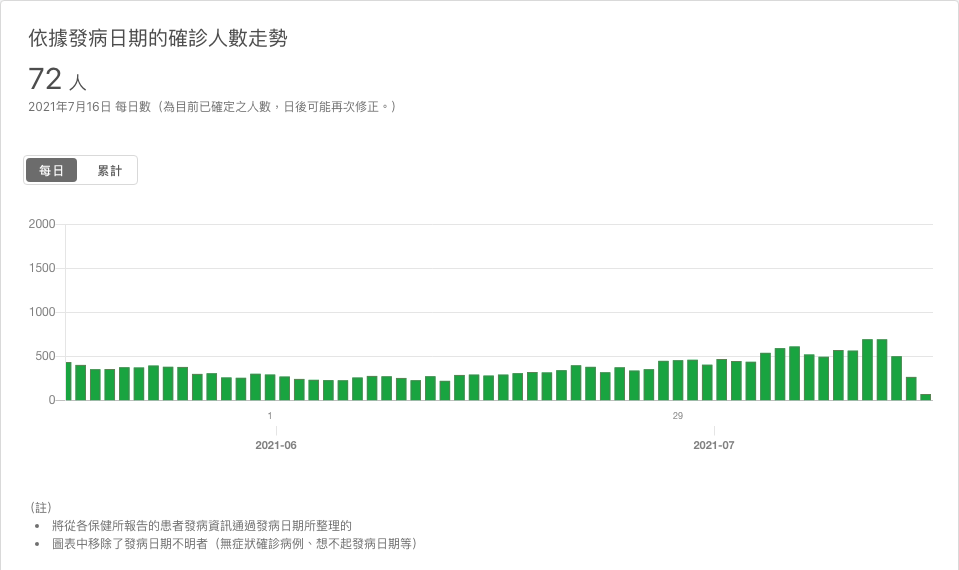 依據發病日期的確診人數走勢
72 人
2021年7月16日 每日數（為目前已確定之人數，日後可能再次修正。）
每日 累計
2000
1500
1000
500
0
1 29
2021-06 2021-07
（註）
• 將從各保健所報告的患者發病資訊通過發病日期所整理的
• 圖表中移除了發病日期不明者（無症狀確診病例、想不起發病日期等）